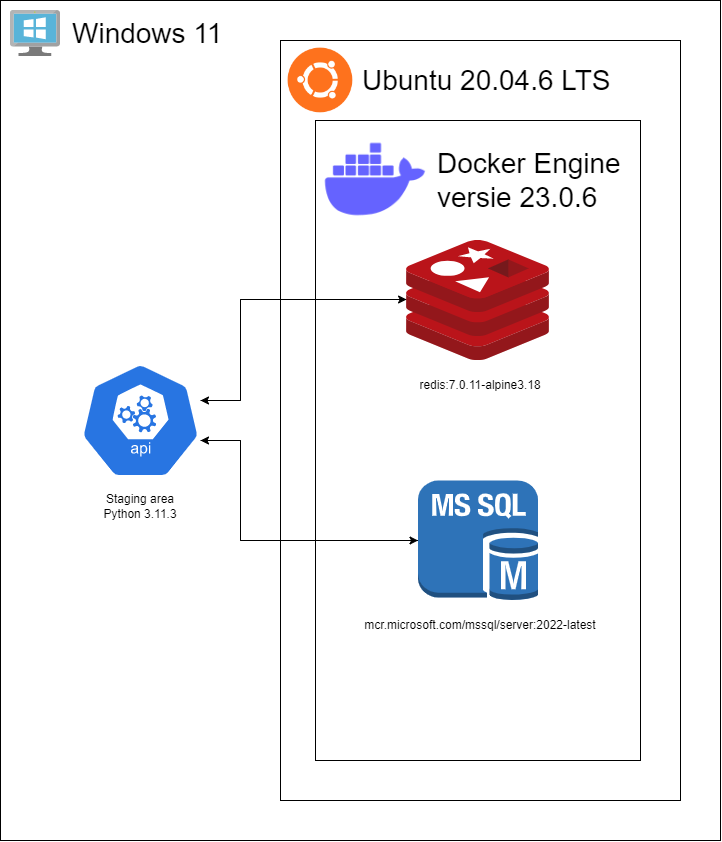 Windows 11
Ubuntu 20.04.6 LTS
Docker Engine
versie 23.0.6
redis:7.0.11-alpine3.18
api
Staging area
Python 3.11.3
MS SQL
M
mcr.microsoft.com/mssql/server:2022-latest